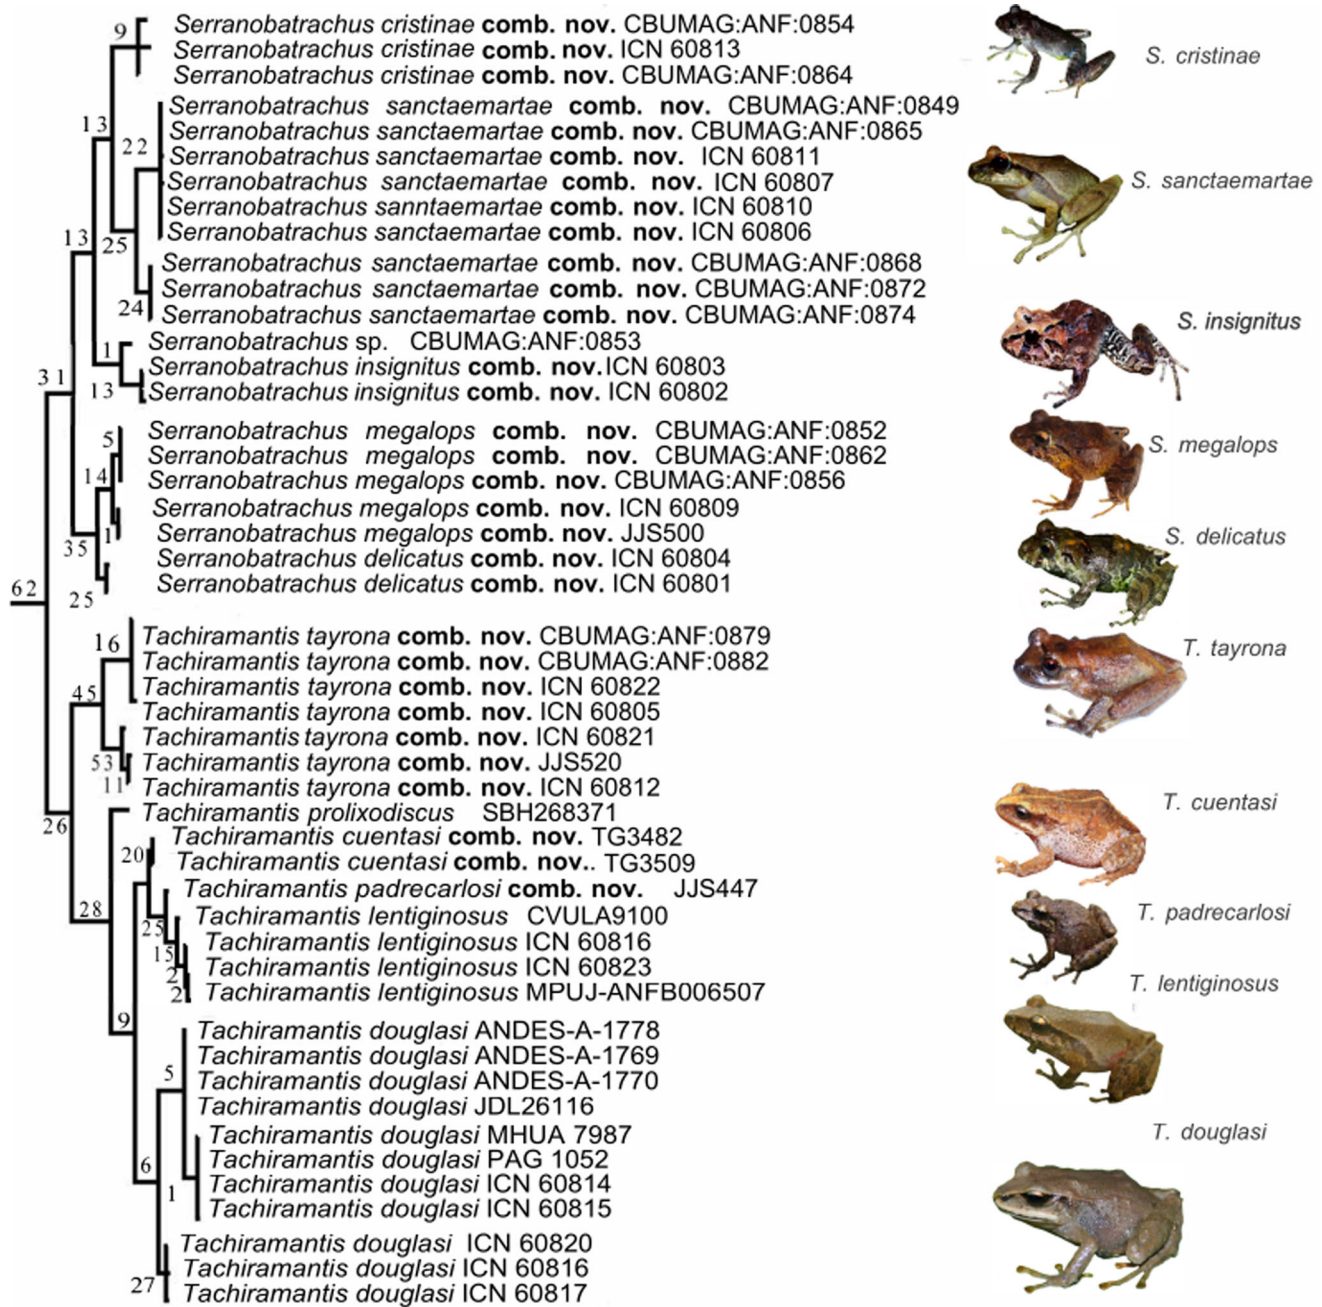 9
Serranobatrachus cristinae comb. nov. CBUMAG:ANF:0854
Serranobatrachus cristinae comb. nov. ICN 60813
Serranobatrachus cristinae comb. nov. CBUMAG:ANF:0864
S. cristinae
13
22
Serranobatrachus sanctaemartae comb. nov. CBUMAG:ANF:0849
Serranobatrachus sanctaemartae comb. nov. CBUMAG:ANF:0865
Serranobatrachus sanctaemartae comb. nov. ICN 60811
Serranobatrachus sanctaemartae comb. nov. ICN 60807
Serranobatrachus sanntaemartae comb. nov. ICN 60810
Serranobatrachus sanctaemartae comb. nov. ICN 60806
S. sanctaemartae
13
25
Serranobatrachus sanctaemartae comb. nov. CBUMAG:ANF:0868
Serranobatrachus sanctaemartae comb. nov. CBUMAG:ANF:0872
Serranobatrachus sanctaemartae comb. nov. CBUMAG:ANF:0874
24
Serranobatrachus sp. CBUMAG:ANF:0853
1
Serranobatrachus insignitus comb. nov. ICN 60803
Serranobatrachus insignitus comb. nov. ICN 60802
13
S. insignitus
31
5
Serranobatrachus megalops comb. nov. CBUMAG:ANF:0852
Serranobatrachus megalops comb. nov. CBUMAG:ANF:0862
Serranobatrachus megalops comb. nov. CBUMAG:ANF:0856
14
Serranobatrachus megalops comb. nov. ICN 60809
Serranobatrachus megalops comb. nov. JJS500
1
S. megalops
35
Serranobatrachus delicatus comb. nov. ICN 60804
Serranobatrachus delicatus comb. nov. ICN 60801
25
S. delicatus
62
16
Tachiramantis tayrona comb. nov. CBUMAG:ANF:0879
Tachiramantis tayrona comb. nov. CBUMAG:ANF:0882
Tachiramantis tayrona comb. nov. ICN 60822
Tachiramantis tayrona comb. nov. ICN 60805
45
Tachiramantis tayrona comb. nov. ICN 60821
Tachiramantis tayrona comb. nov. JJS520
Tachiramantis tayrona comb. nov. ICN 60812
53
11
T. tayrona
26
Tachiramantis prolixodiscus SBH268371
Tachiramantis cuentasi comb. nov. TG3482
Tachiramantis cuentasi comb. nov.. TG3509
20
T. cuentasi
Tachiramantis padrecarlosi comb. nov. JJS447
28
T. padrecarlosi
Tachiramantis lentiginosus CVULA9100
25
Tachiramantis lentiginosus ICN 60816
15
Tachiramantis lentiginosus ICN 60823
2
Tachiramantis lentiginosus MPUJ-ANFB006507
2
T. lentiginosus
9
Tachiramantis douglasi ANDES-A-1778
Tachiramantis douglasi ANDES-A-1769
Tachiramantis douglasi ANDES-A-1770
Tachiramantis douglasi JDL26116
5
Tachiramantis douglasi MHUA 7987
Tachiramantis douglasi PAG 1052
Tachiramantis douglasi ICN 60814
Tachiramantis douglasi ICN 60815
6
1
T. douglasi
Tachiramantis douglasi ICN 60820
Tachiramantis douglasi ICN 60816
Tachiramantis douglasi ICN 60817
27